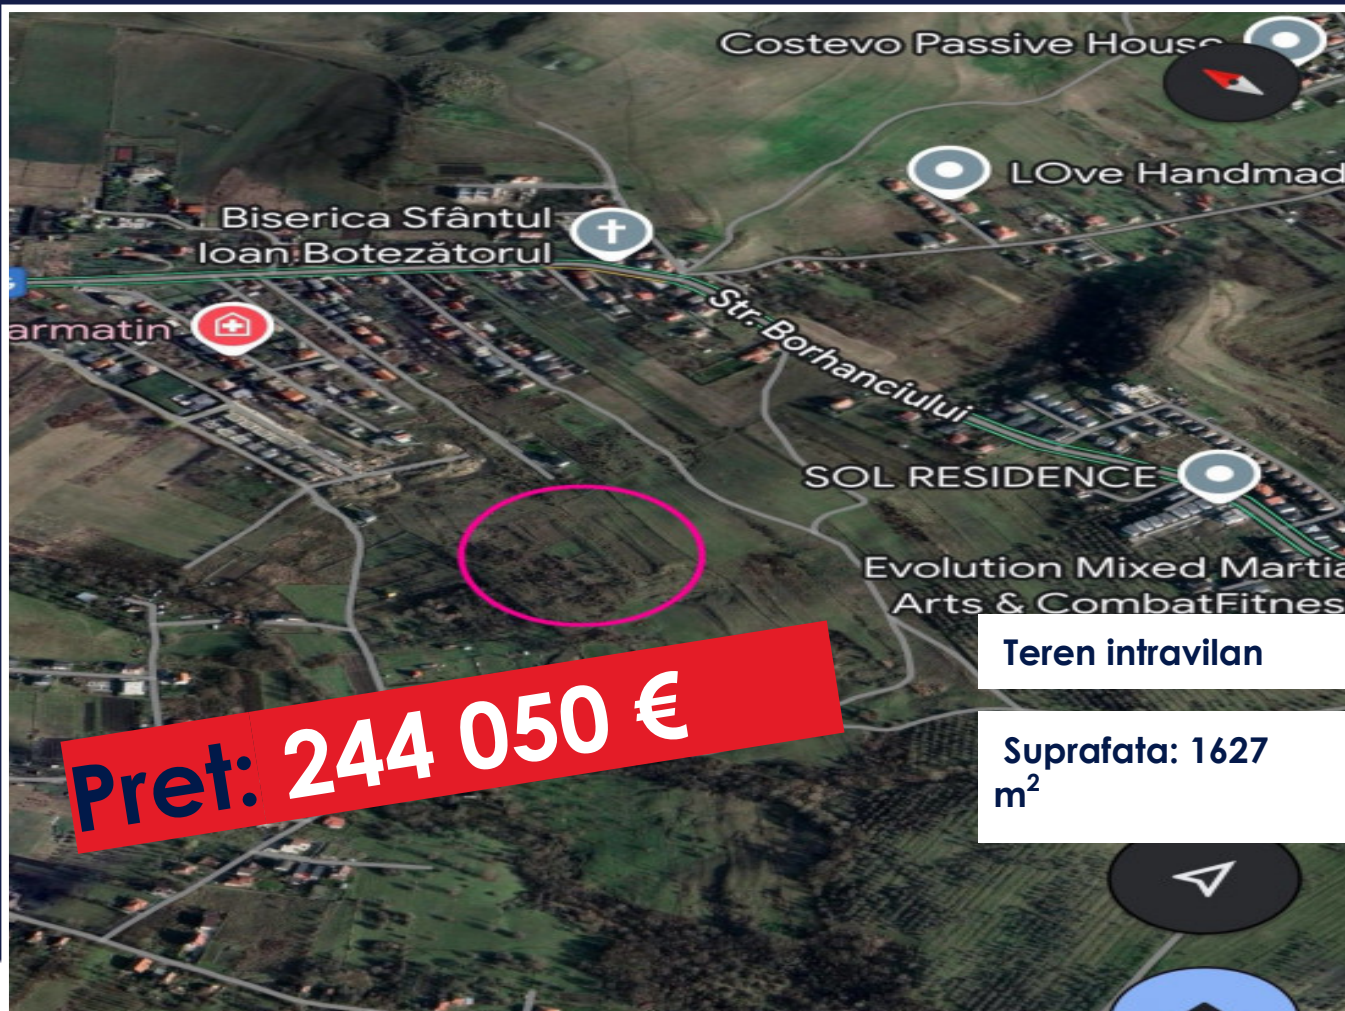 Costevo Passive House
LOve Handmad
Biserica Sfântul
Ioan Botezătorul
armatin
Str. Borhanciului
SOL RESIDENCE
Evolution Mixed Martia
Arts & CombatFitnes
Teren intravilan
Pret: 244 050 €
Suprafata: 1627
m²